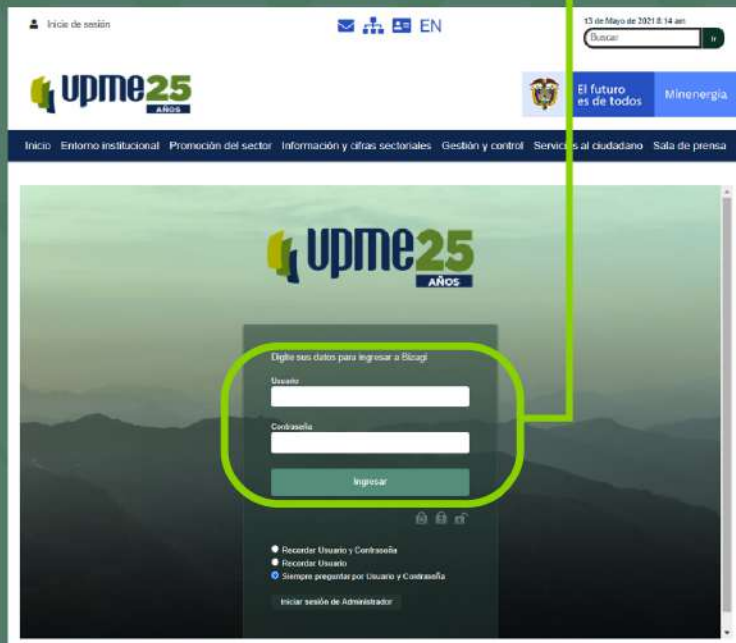 Inicio de sesión
EN
13 de Mayo de 2021 8:14 am
Buscar
Ir
upme25
AÑOS
El futuro
es de todos
Minenergía
Inicio Entorno institucional Promoción del sector Información y cifras sectoriales Gestión y control Servicios al ciudadano Sala de prensa
upme25
AÑOS
Digite sus datos para ingresar a Bizagi
Usuario
Contraseña
Ingresar
Recordar Usuario y Contraseña
Recordar Usuario
Siempre preguntar por Usuario y Contraseña
Iniciar sesión de Administrador